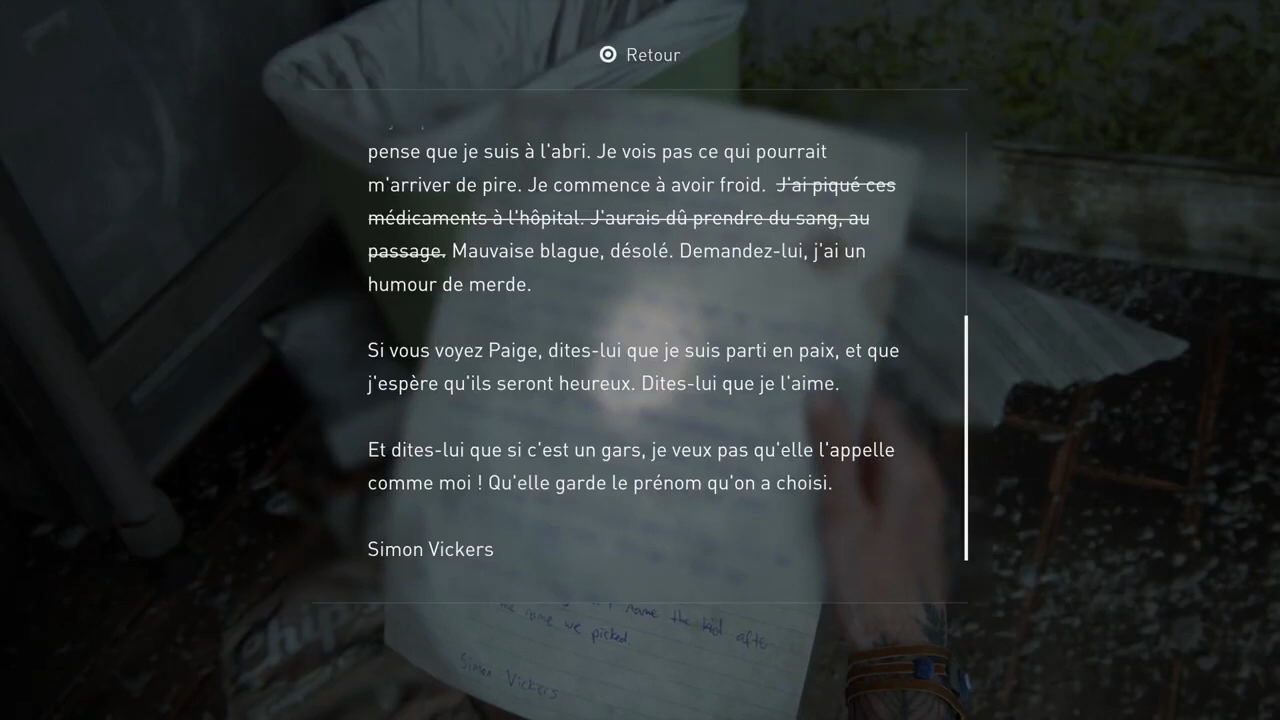 Retour
pense que je suis à l'abri. Je vois pas ce qui pourrait
m'arriver de pire. Je commence à avoir froid. J'ai piqué ces
médicaments à l'hôpital. J'aurais dû prendre du sang, au
passage. Mauvaise blague, désolé. Demandez-lui, j'ai un
humour de merde.
Si vous voyez Paige, dites-lui que je suis parti en paix, et que
j'espère qu'ils seront heureux. Dites-lui que je l'aime.
Et dites-lui que si c'est un gars, je veux pas qu'elle l'appelle
comme moi ! Qu'elle garde le prénom qu'on a choisi.
Simon Vickers
name the kid after
the name we picked.
Simon Vickers
Chip